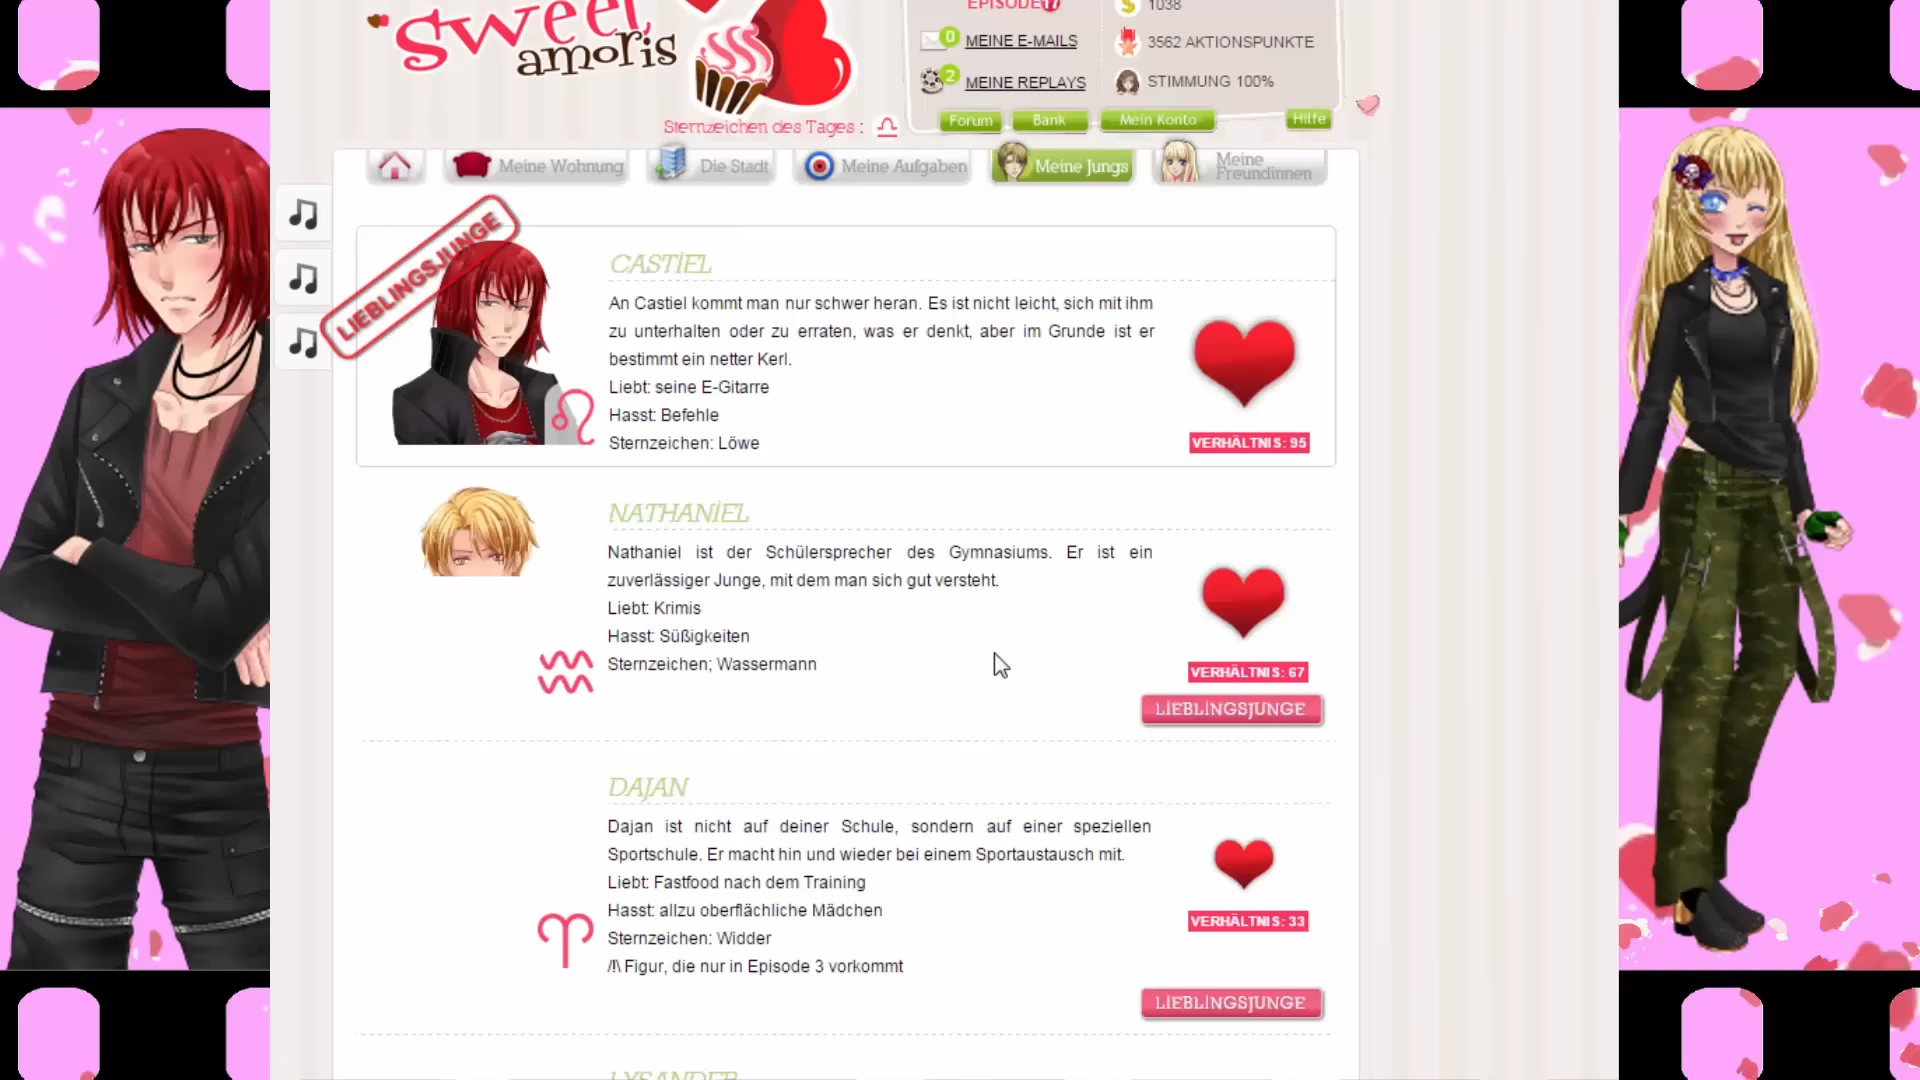 sweet
amoris
EPISODE 17
1038
0 MEINE E-MAILS
3562 AKTIONSPUNKTE
2 MEINE REPLAYS
STIMMUNG 100%
Forum Bank Mein Konto Hilfe
Sternzeichen des Tages :
Meine Wohnung Die Stadt Meine Aufgaben Meine Jungs Meine Freundinnen
LIEBLINGSJUNGE
CASTIEL
An Castiel kommt man nur schwer heran. Es ist nicht leicht, sich mit ihm
zu unterhalten oder zu erraten, was er denkt, aber im Grunde ist er
bestimmt ein netter Kerl.
Liebt: seine E-Gitarre
Hasst: Befehle
Sternzeichen: Löwe
VERHÄLTNIS: 95
NATHANIEL
Nathaniel ist der Schülersprecher des Gymnasiums. Er ist ein
zuverlässiger Junge, mit dem man sich gut versteht.
Liebt: Krimis
Hasst: Süßigkeiten
Sternzeichen; Wassermann
VERHÄLTNIS: 67
LIEBLINGSJUNGE
DAJAN
Dajan ist nicht auf deiner Schule, sondern auf einer speziellen
Sportschule. Er macht hin und wieder bei einem Sportaustausch mit.
Liebt: Fastfood nach dem Training
Hasst: allzu oberflächliche Mädchen
Sternzeichen: Widder
/!\ Figur, die nur in Episode 3 vorkommt
VERHÄLTNIS: 33
LIEBLINGSJUNGE
LYSANDER